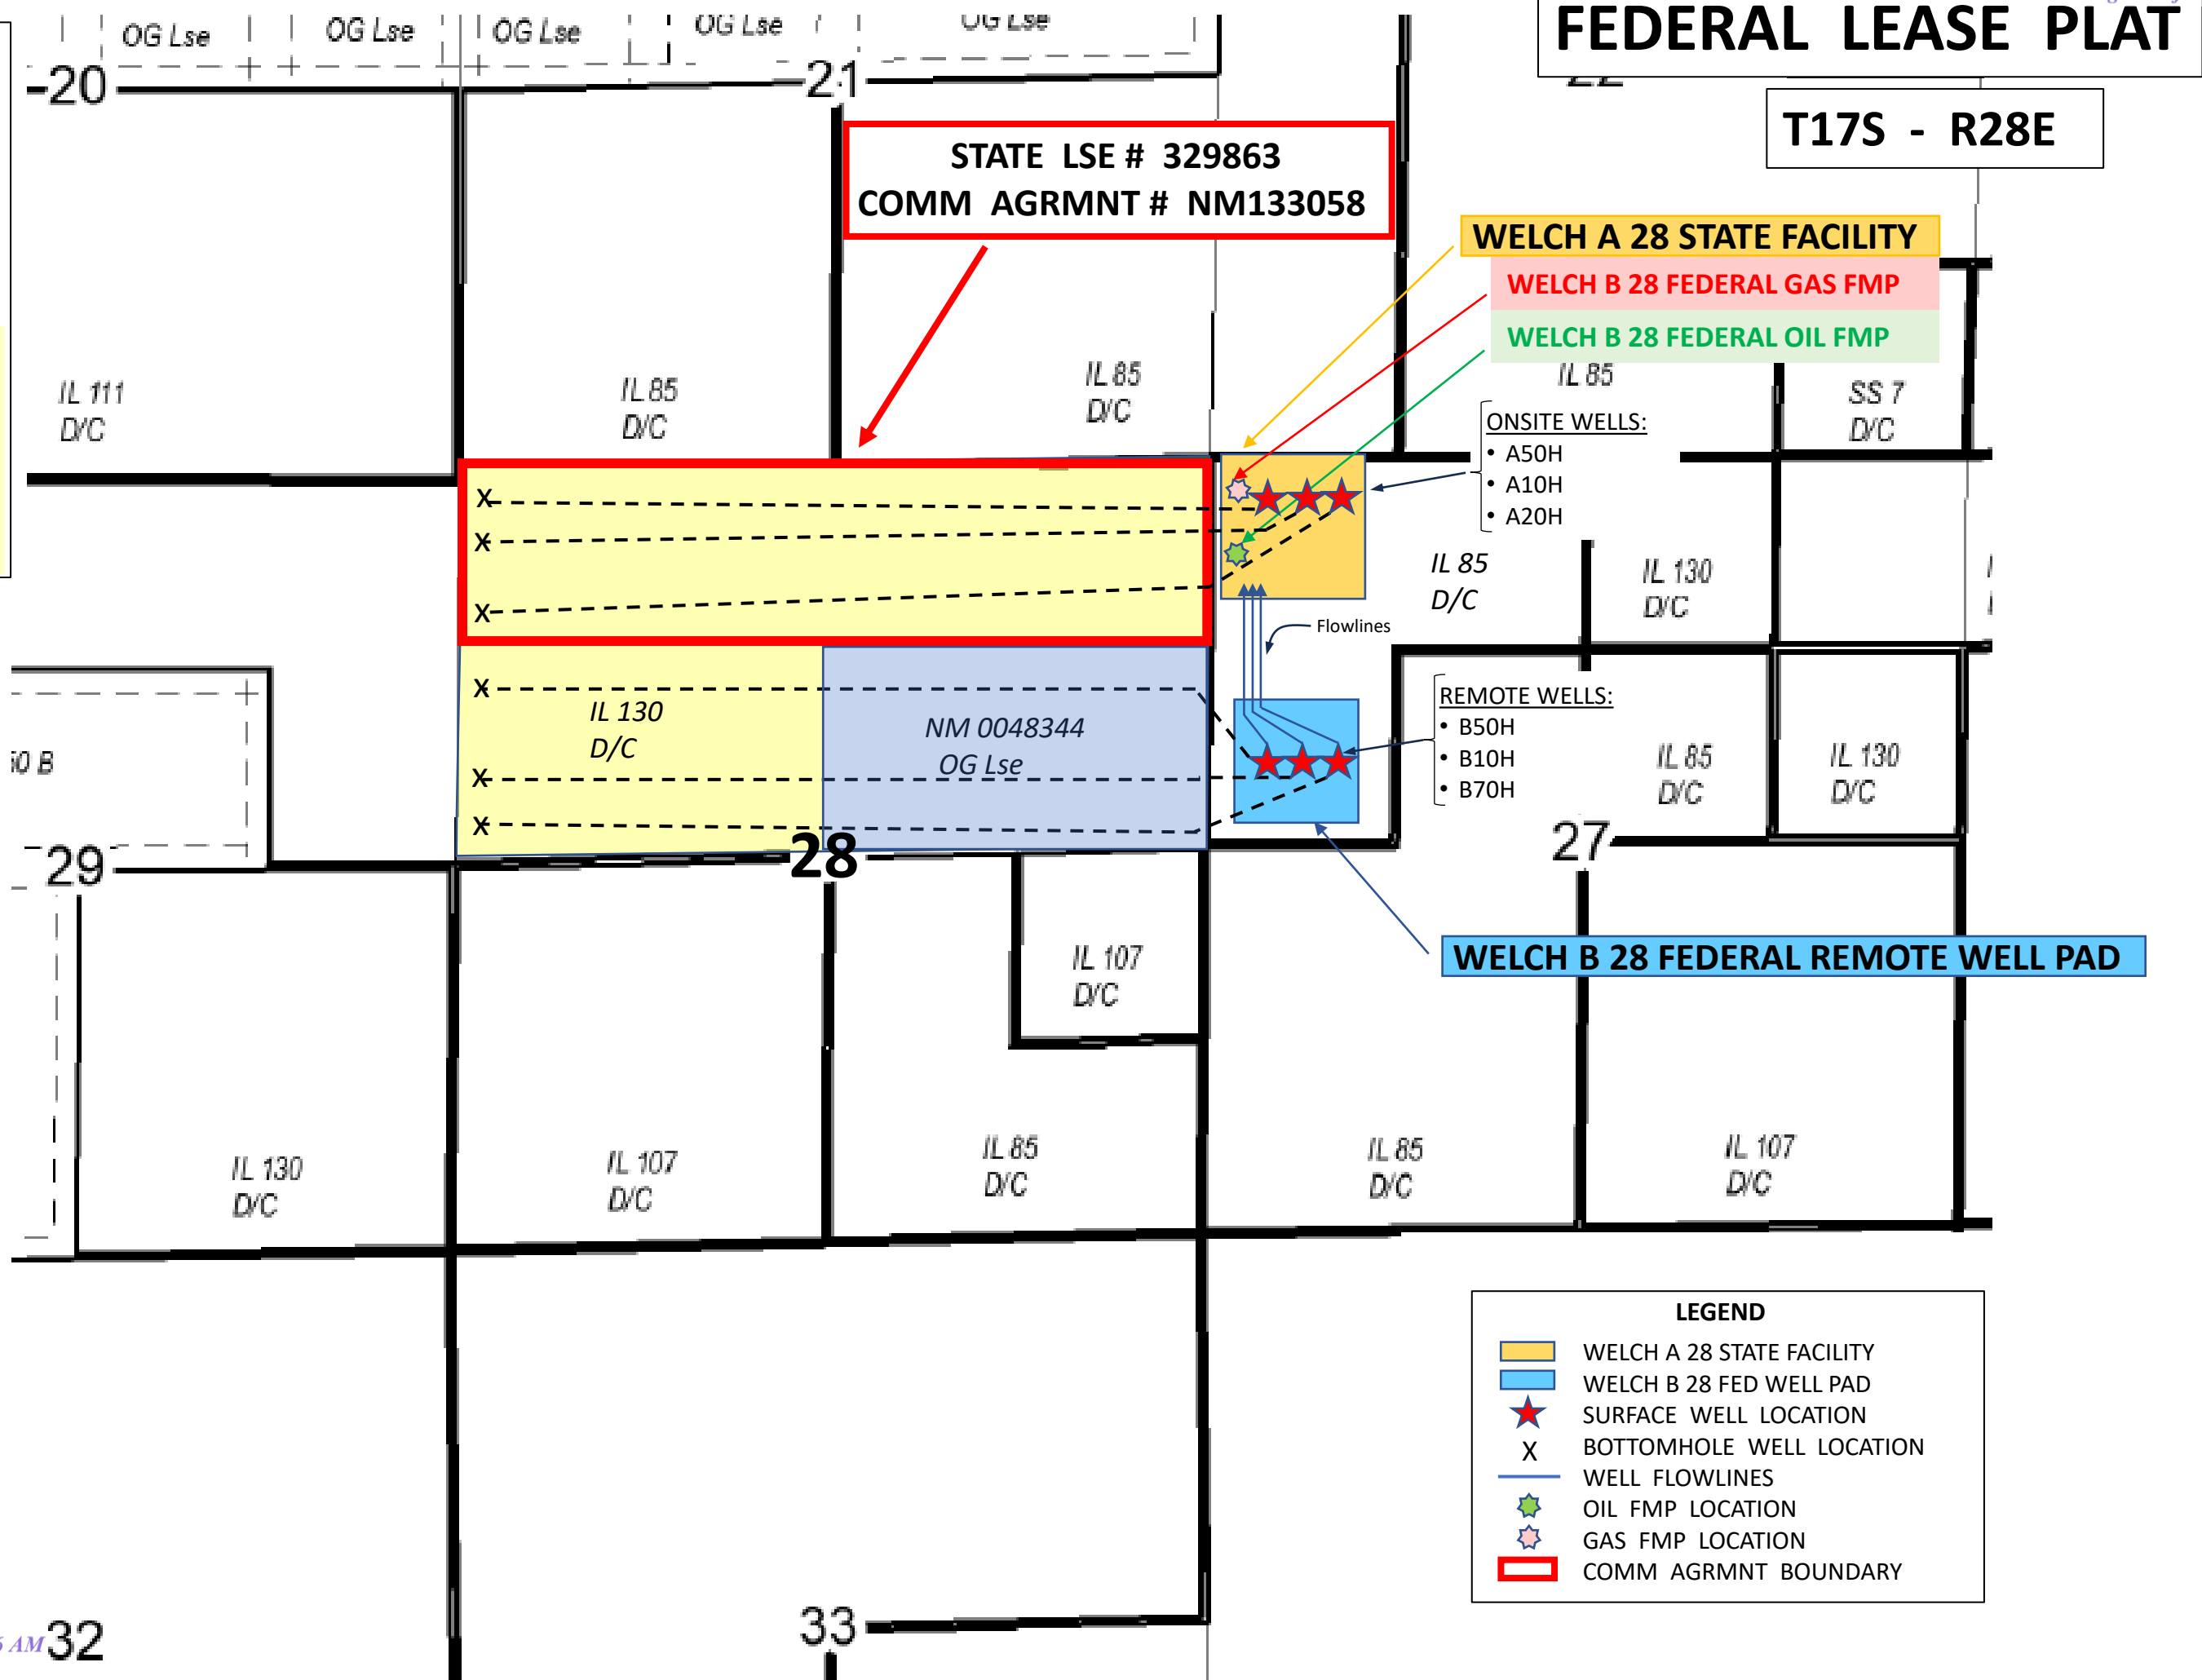 OG Lse
OG Lse
OG Lse
OG Lse
OG Lse
FEDERAL LEASE PLAT
20
21
22
T17S - R28E
STATE LSE # 329863
COMM AGRMNT # NM133058
WELCH A 28 STATE FACILITY
WELCH B 28 FEDERAL GAS FMP
WELCH B 28 FEDERAL OIL FMP
IL 111
D/C
IL 85
D/C
IL 85
D/C
IL 85
SS 7
D/C
ONSITE WELLS:
• A50H
• A10H
• A20H
X
X
X
IL 85
D/C
IL 130
D/C
Flowlines
X
IL 130
D/C
NM 0048344
OG Lse
REMOTE WELLS:
• B50H
• B10H
• B70H
0 B
IL 85
D/C
IL 130
D/C
X
X
29
28
27
WELCH B 28 FEDERAL REMOTE WELL PAD
IL 107
D/C
IL 130
D/C
IL 107
D/C
IL 85
D/C
IL 85
D/C
IL 107
D/C
LEGEND
WELCH A 28 STATE FACILITY
WELCH B 28 FED WELL PAD
SURFACE WELL LOCATION
X BOTTOMHOLE WELL LOCATION
WELL FLOWLINES
OIL FMP LOCATION
GAS FMP LOCATION
COMM AGRMNT BOUNDARY
AM
32
33